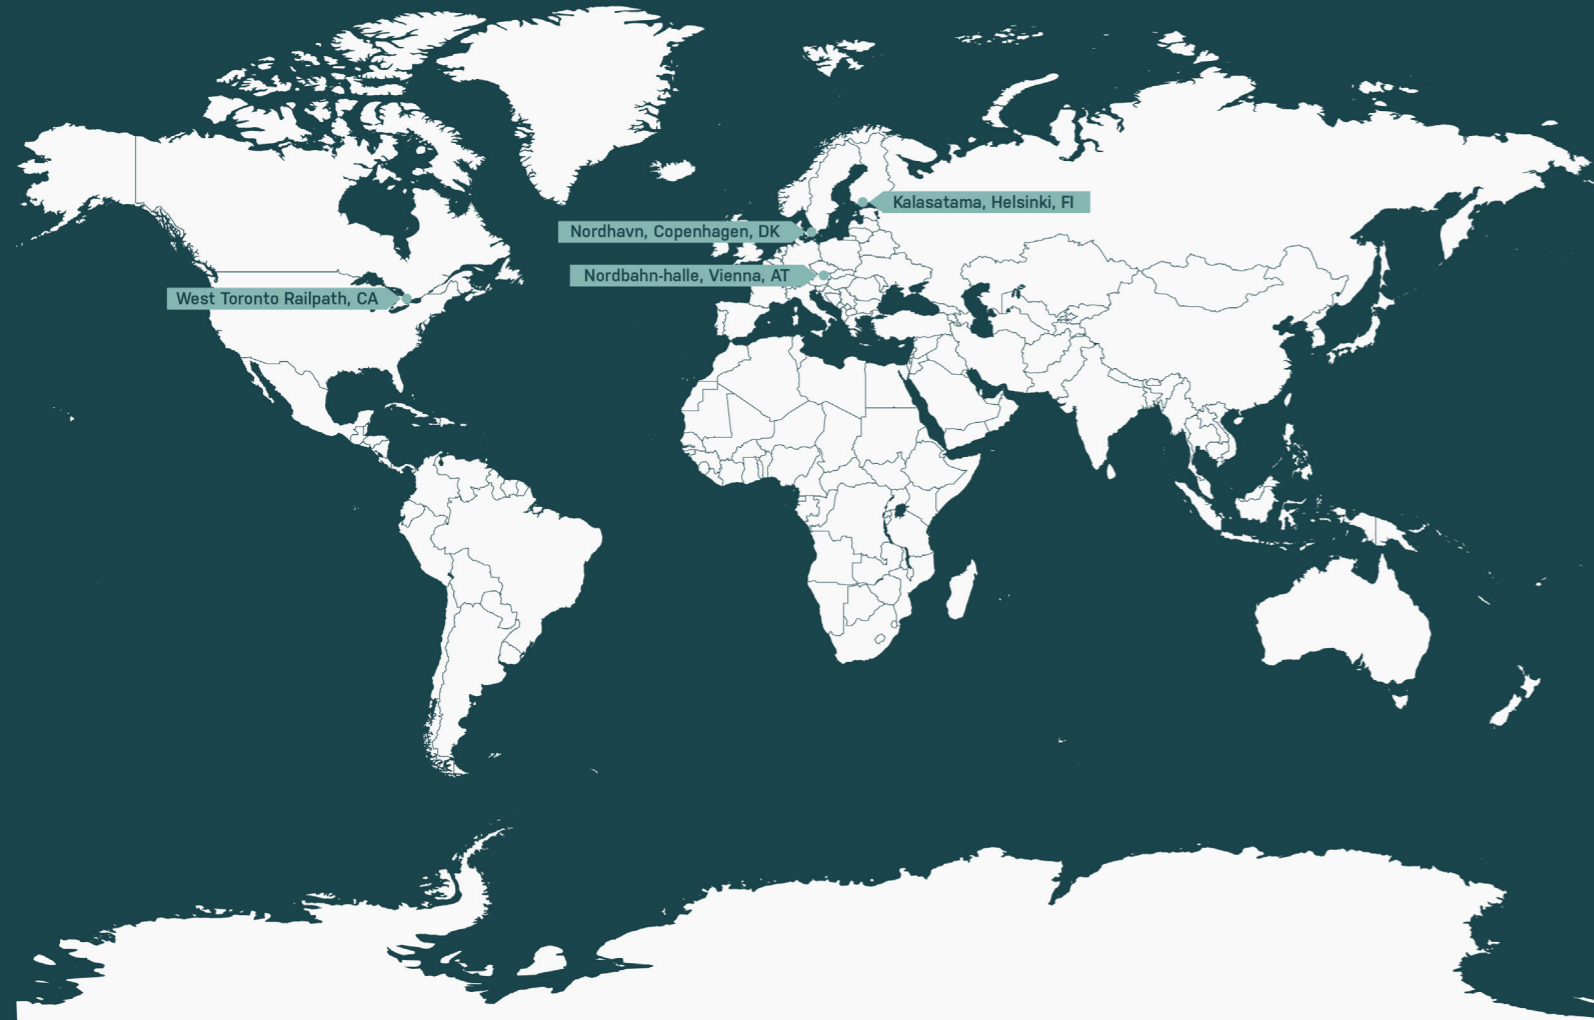 Kalasatama, Helsinki, FI
Nordhavn, Copenhagen, DK
Nordbahn-halle, Vienna, AT
West Toronto Railpath, CA